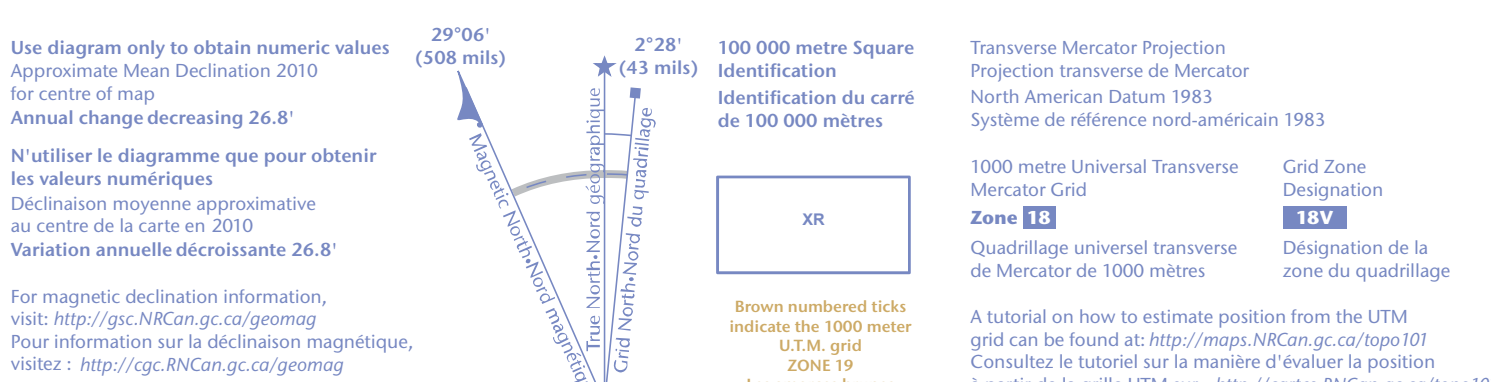 Use diagram only to obtain numeric values
Approximate Mean Declination 2010
for centre of map
Annual change decreasing 26.8'
N'utiliser le diagramme que pour obtenir
les valeurs numériques
Déclinaison moyenne approximative
au centre de la carte en 2010
Variation annuelle décroissante 26.8'
For magnetic declination information,
visit: http://gsc.NRCan.gc.ca/geomag
Pour information sur la déclinaison magnétique,
visitez : http://cgc.RNCan.gc.ca/geomag
29°06'
(508 mils)
2°28'
(43 mils)
Magnetic North•Nord magnétiq
True North•Nord géographique
Grid North•Nord du quadrillage
100 000 metre Square
Identification
Identification du carré
de 100 000 mètres
XR
Brown numbered ticks
indicate the 1000 meter
U.T.M. grid
ZONE 19
Transverse Mercator Projection
Projection transverse de Mercator
North American Datum 1983
Système de référence nord-américain 1983
1000 metre Universal Transverse
Mercator Grid
Zone 18
Quadrillage universel transverse
de Mercator de 1000 mètres
Grid Zone
Designation
18V
Désignation de la
zone du quadrillage
A tutorial on how to estimate position from the UTM
grid can be found at: http://maps.NRCan.gc.ca/topo101
Consultez le tutoriel sur la manière d'évaluer la position